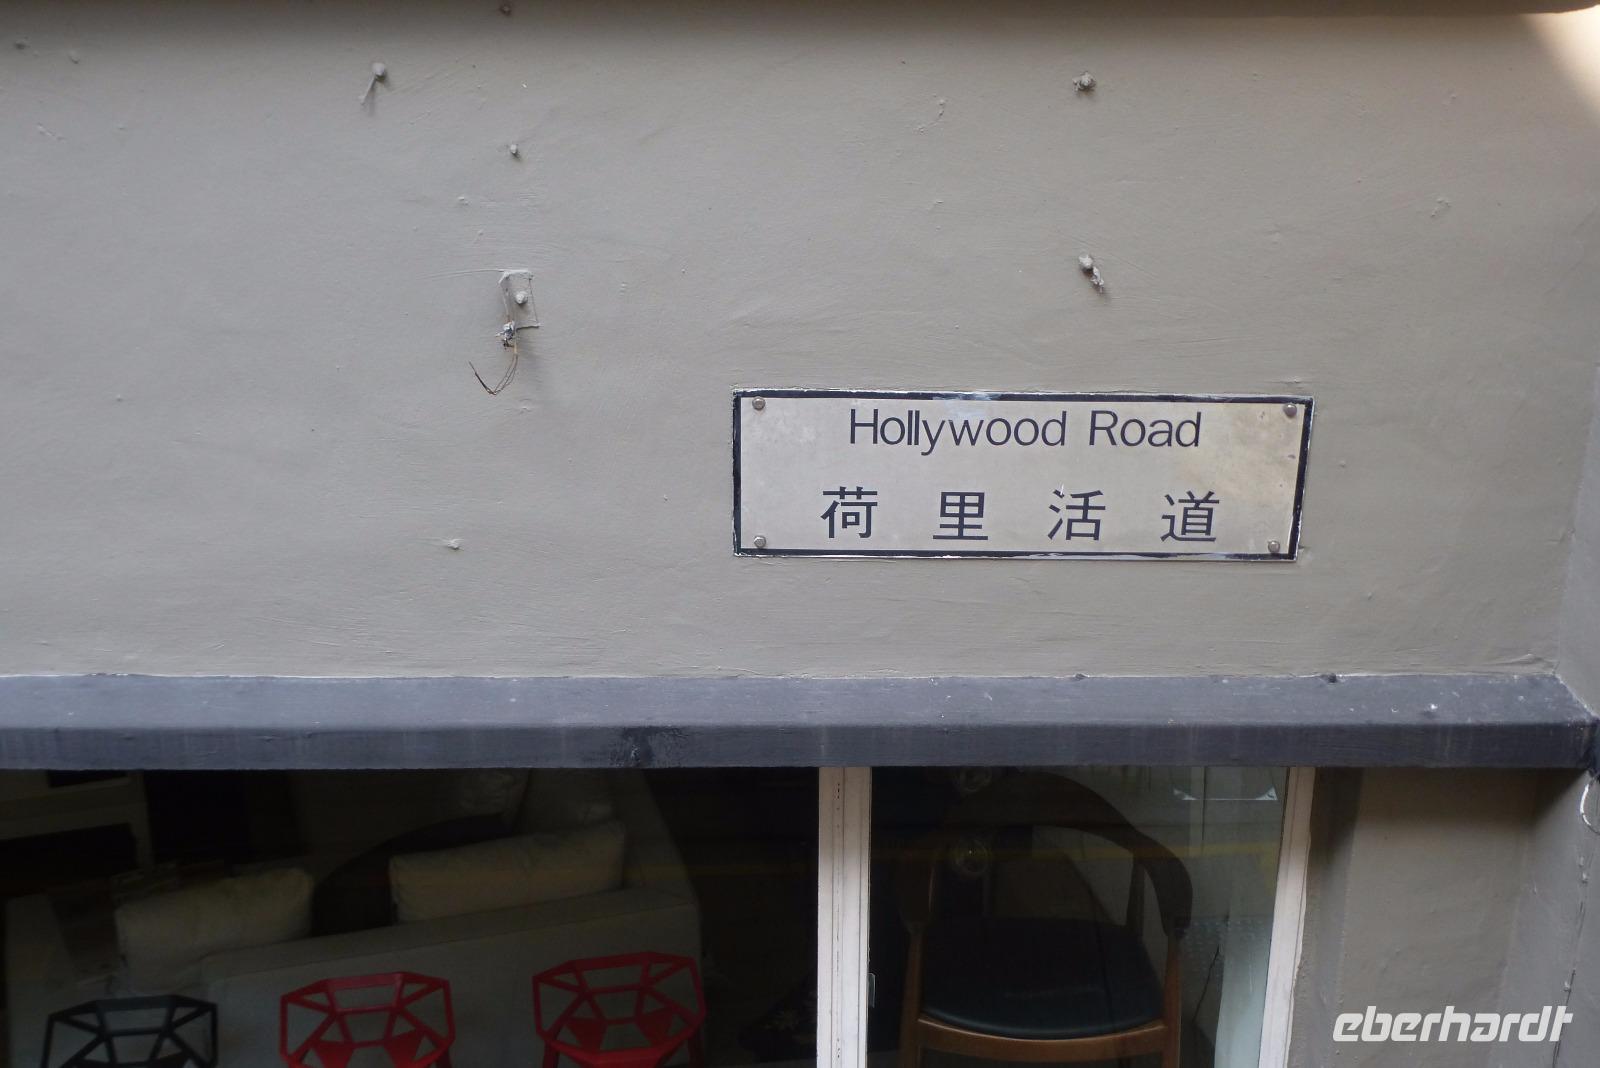 Hollywood Road
荷里活道
eberhardt